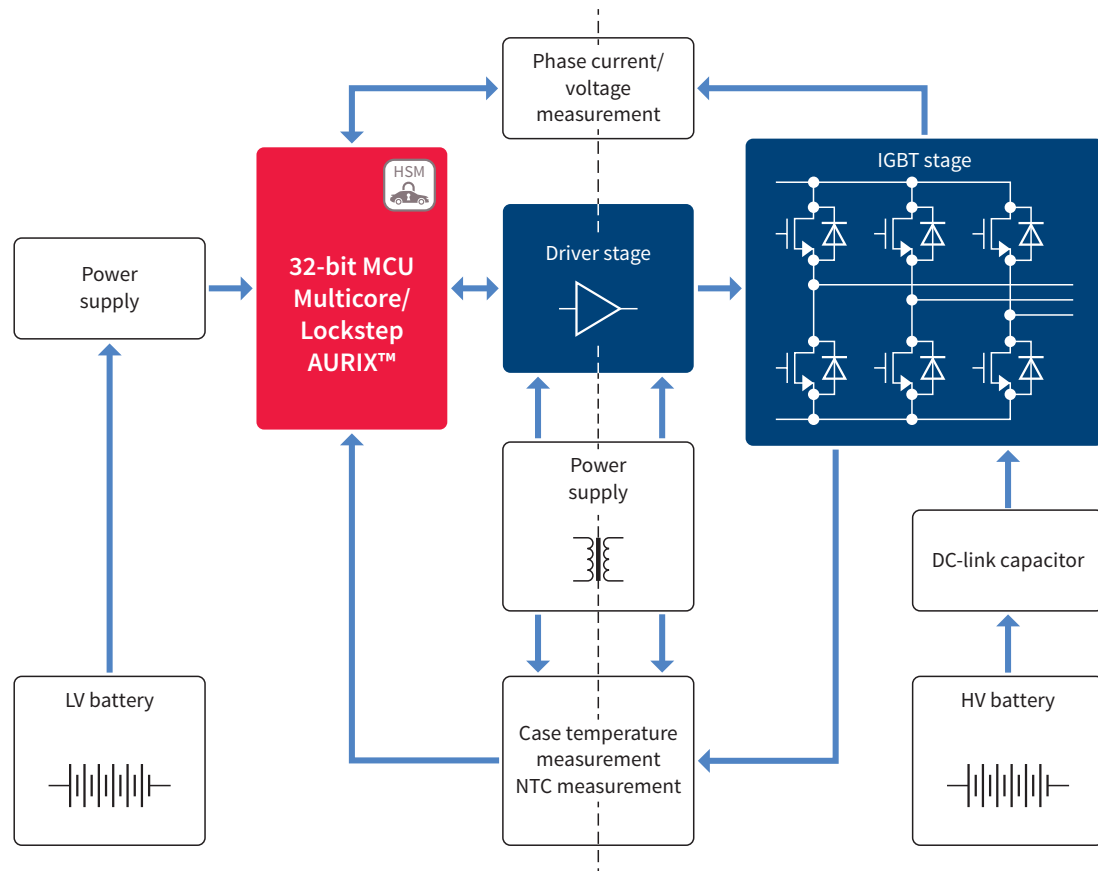 Phase current/
voltage
measurement
HSM
32-bit MCU
Multicore/
Lockstep
AURIX™
Driver stage
IGBT stage
Power
supply
Power
supply
DC-link capacitor
LV battery
Case temperature
measurement
NTC measurement
HV battery